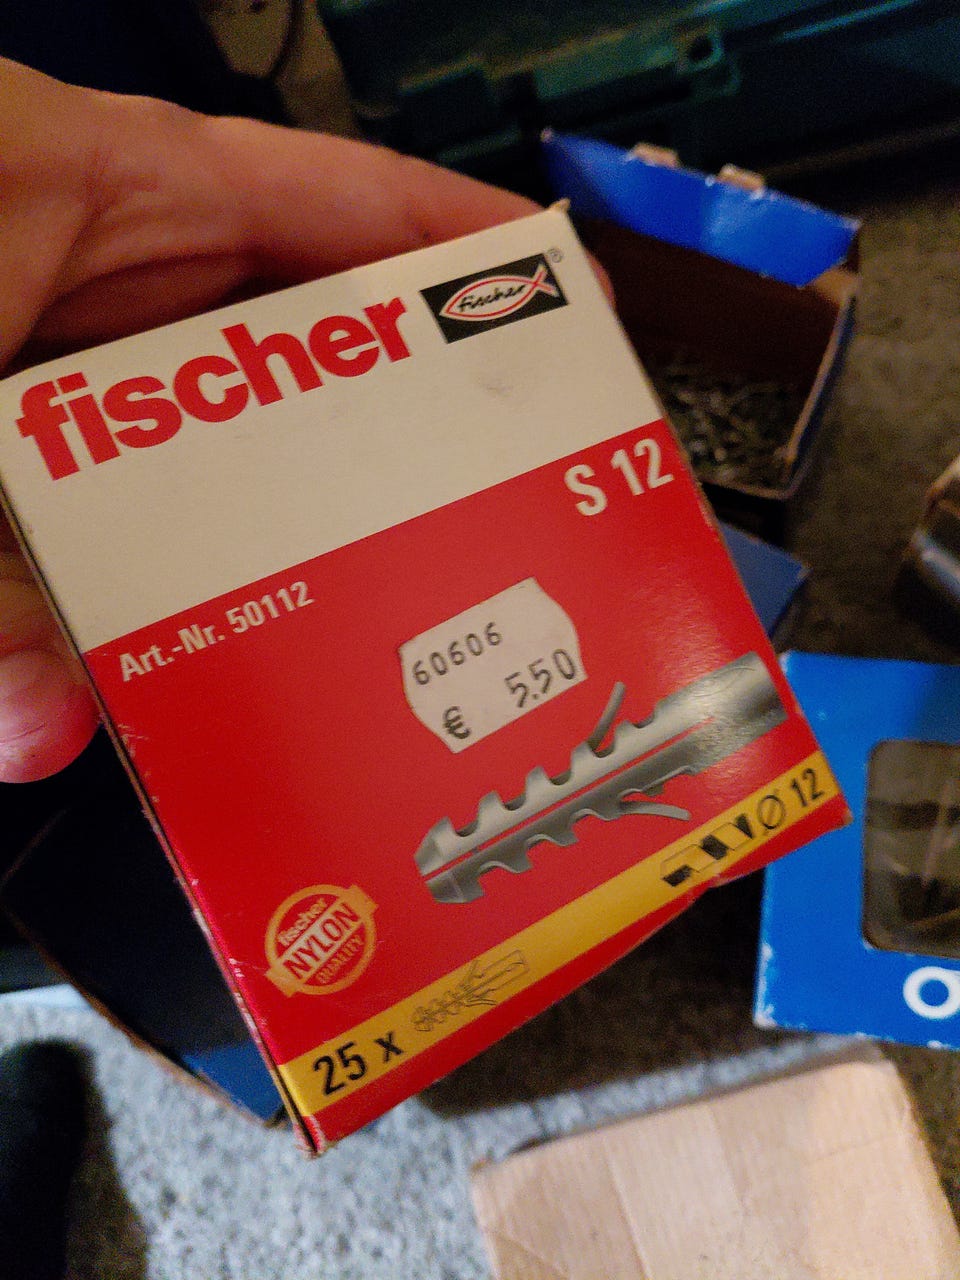 fischer
fischer ®
S 12
Art.-Nr. 50112
60606
€ 5.50
fischer
NYLON
QUALITY
25 x
Ø 12